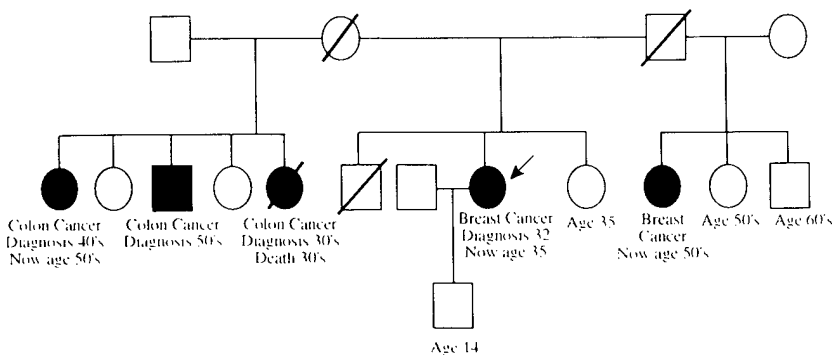 Colon Cancer
Diagnosis 40's
Now age 50's
Colon Cancer
Diagnosis 50's
Colon Cancer
Diagnosis 30's
Death 30's
Breast Cancer
Diagnosis 32
Now age 35
Age 35
Breast
Cancer
Now age 50's
Age 50's
Age 60's
Age 14